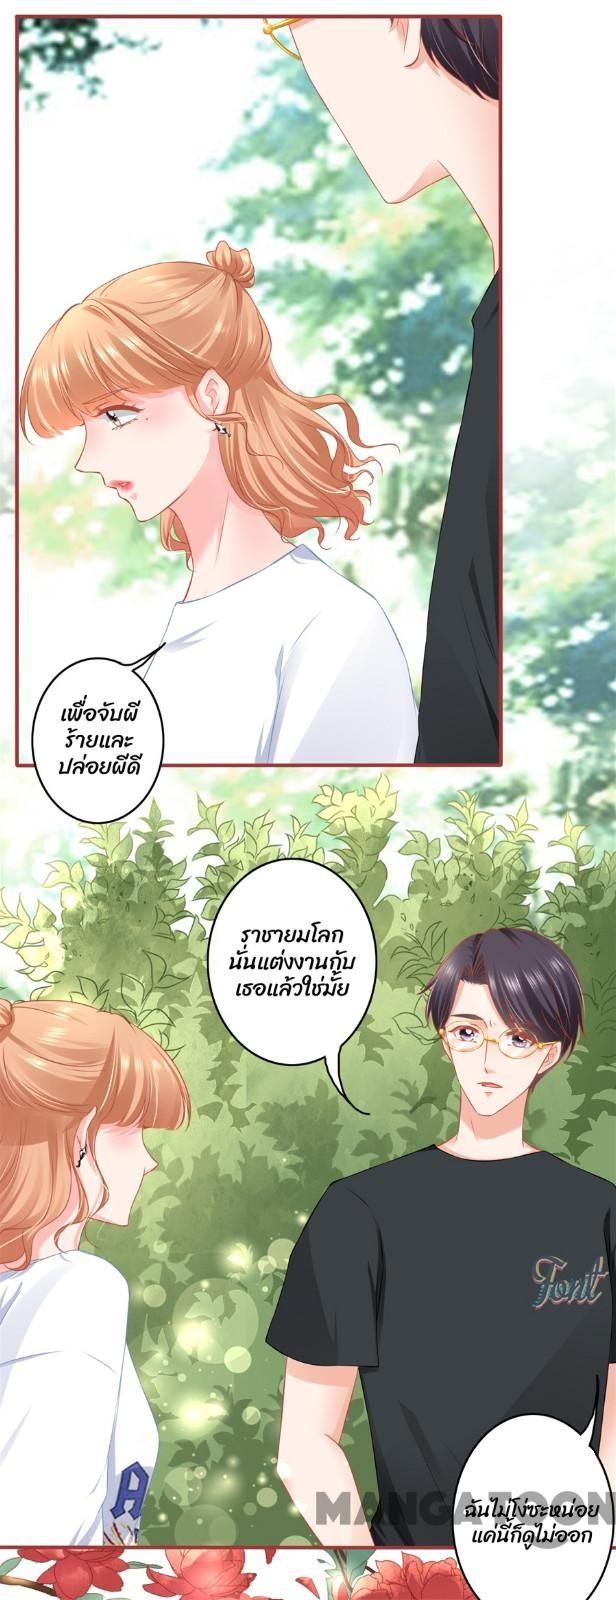 เพื่อจับผี
ร้ายและ
ปล่อยผีดี
ราชายมโลก
นั่นแต่งงานกับ
เธอแล้วใช่มั้ย
Forit
A
ฉันไม่โง่ซะหน่อย
แค่นี้ก็ดูไม่ออก
MANGATOON